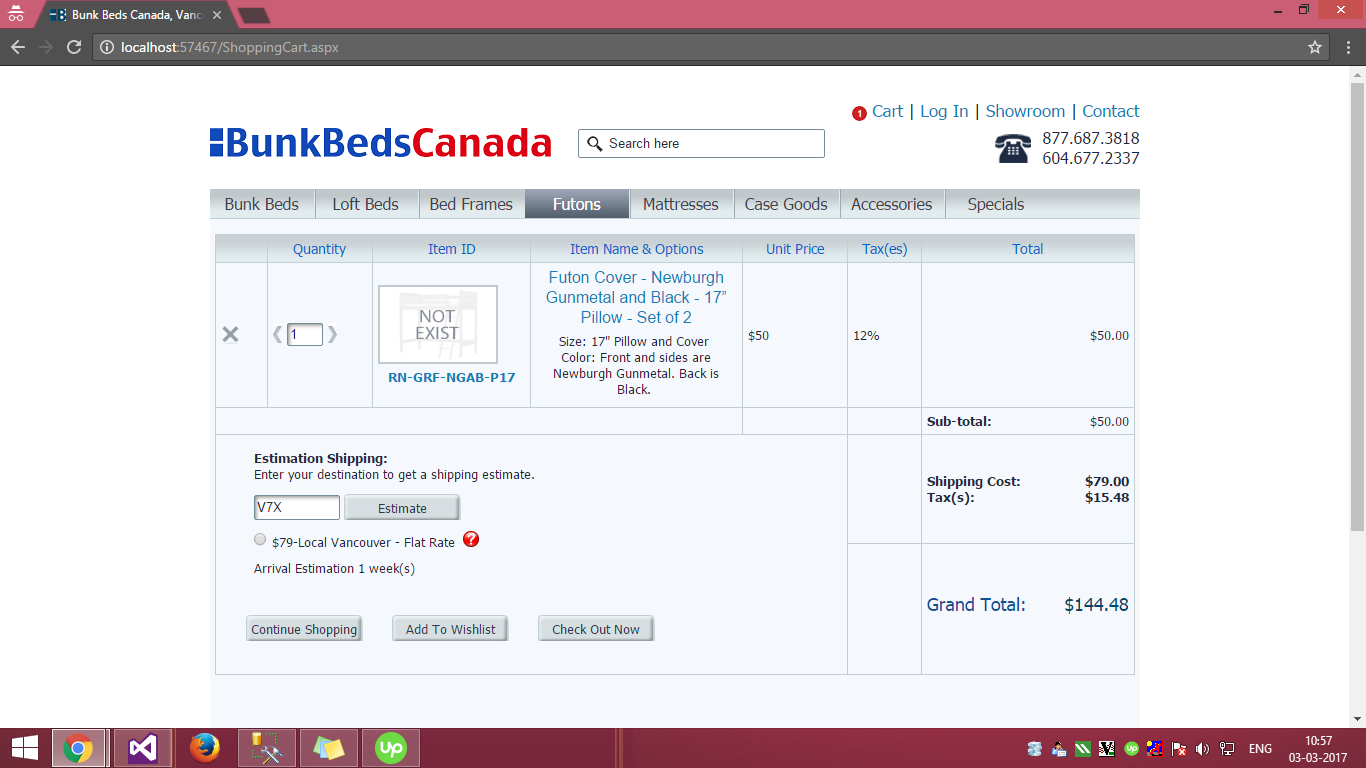 Bunk Beds Canada, Vanc
localhost:57467/ShoppingCart.aspx
1 Cart | Log In | Showroom | Contact
BunkBedsCanada
Search here
877.687.3818
604.677.2337
Bunk Beds Loft Beds Bed Frames Futons Mattresses Case Goods Accessories Specials
Quantity Item ID Item Name & Options Unit Price Tax(es) Total
Futon Cover - Newburgh
Gunmetal and Black - 17”
Pillow - Set of 2
NOT
EXIST
1 $50 12% $50.00
Size: 17" Pillow and Cover
Color: Front and sides are
Newburgh Gunmetal. Back is
Black.
RN-GRF-NGAB-P17
Sub-total: $50.00
Estimation Shipping:
Enter your destination to get a shipping estimate.
Shipping Cost: $79.00
Tax(s): $15.48
V7X Estimate
$79-Local Vancouver - Flat Rate ?
Arrival Estimation 1 week(s)
Grand Total: $144.48
Continue Shopping Add To Wishlist Check Out Now
Up
Up
ENG
10:57
03-03-2017